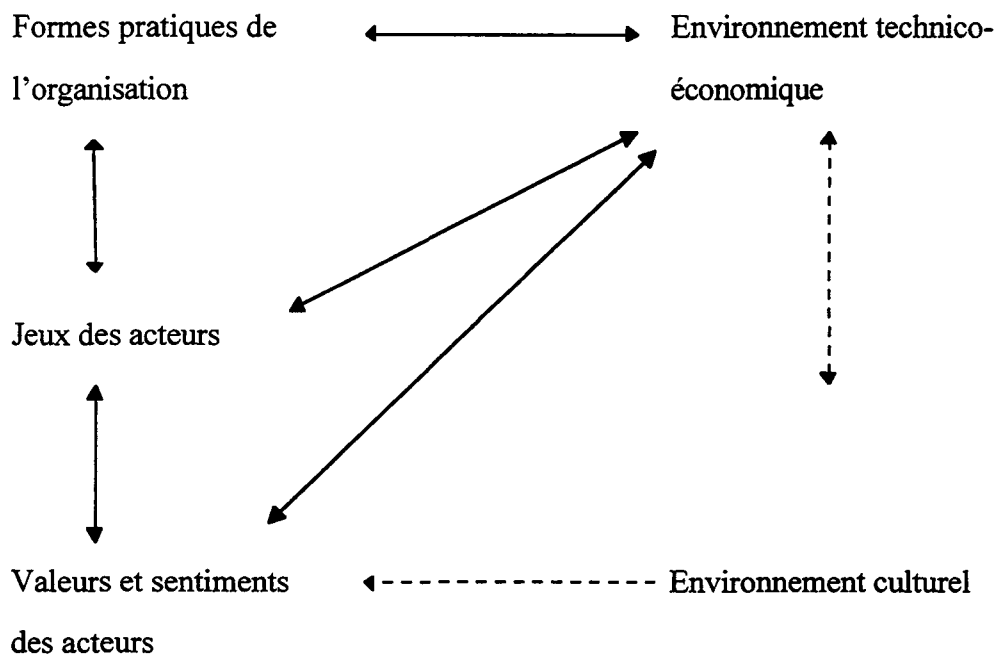 Formes pratiques de
l'organisation
Environnement technico-
économique
Jeux des acteurs
Valeurs et sentiments
des acteurs
Environnement culturel